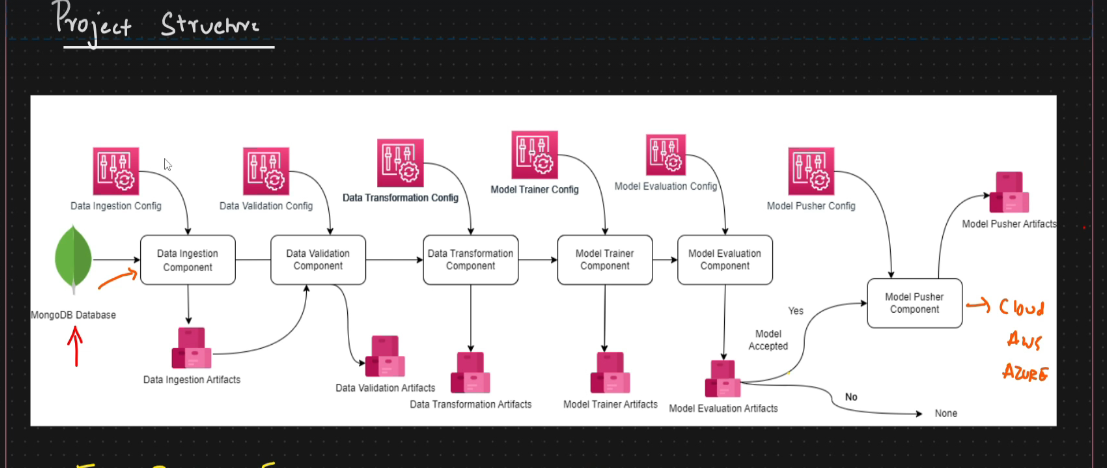 Project Structure
Data Ingestion Config
Data Validation Config
Data Transformation Config
Model Trainer Config
Model Evaluation Config
Model Pusher Config
Model Pusher Artifacts
MongoDB Database
Data Ingestion
Component
Data Validation
Component
Data Transformation
Component
Model Trainer
Component
Model Evaluation
Component
Model Pusher
Component
Cloud
AWS
AZURE
Yes
Model
Accepted
No
None
Data Ingestion Artifacts
Data Validation Artifacts
Data Transformation Artifacts
Model Trainer Artifacts
Model Evaluation Artifacts